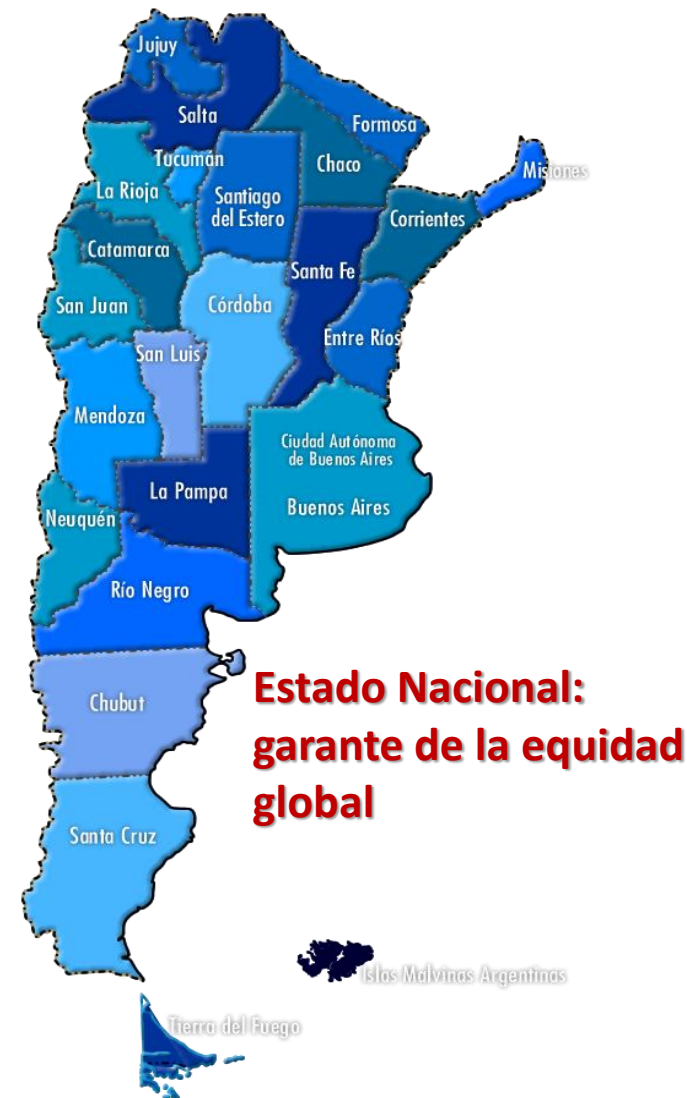 Jujuy
Salta
Formosa
Tucumán
Chaco
Misiones
La Rioja
Santiago
del Estero
Corrientes
Catamarca
Santa Fe
San Juan
Córdoba
Entre Ríos
San Luis
Mendoza
Ciudad Autónoma
de Buenos Aires
La Pampa
Buenos Aires
Neuquén
Río Negro
Estado Nacional:
garante de la equidad
global
Chubut
Santa Cruz
Islas Malvinas Argentinas
Tierra del Fuego